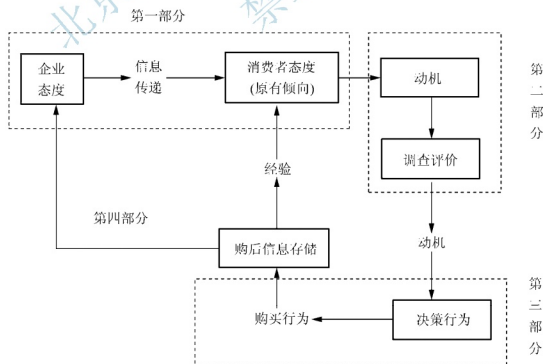 第一部分
企业
态度
信息
传递
消费者态度
(原有倾向)
动机
调查评价
第二部分
经验
第四部分
购后信息存储
动机
购买行为
决策行为
第三部分